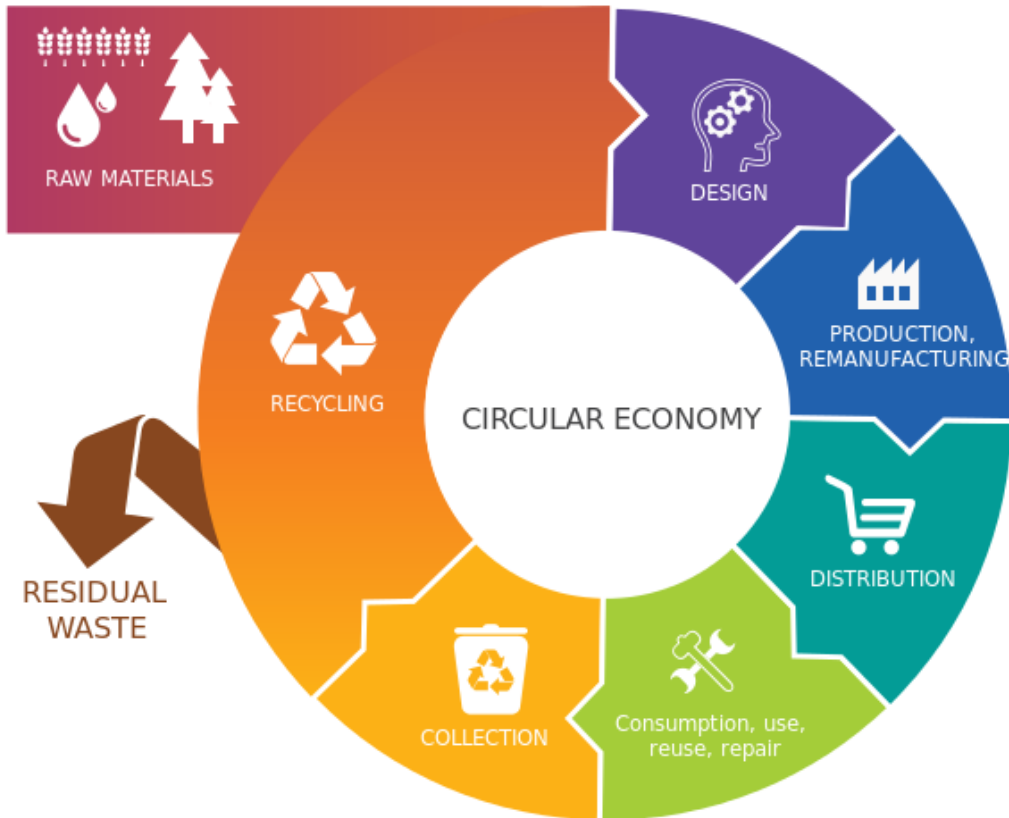 RAW MATERIALS
DESIGN
PRODUCTION,
REMANUFACTURING
RECYCLING
CIRCULAR ECONOMY
DISTRIBUTION
RESIDUAL
WASTE
Consumption, use,
reuse, repair
COLLECTION